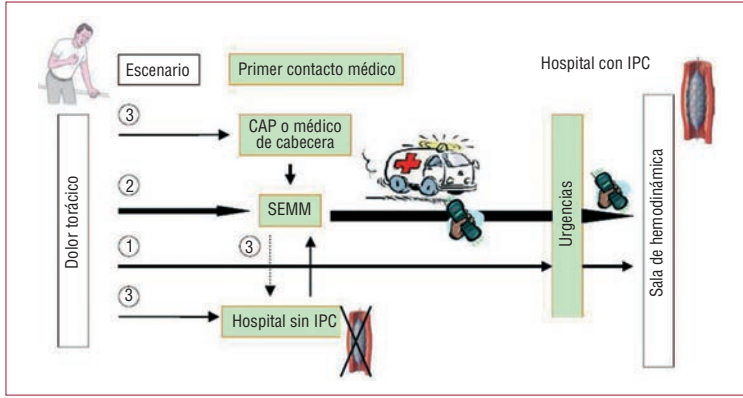 Escenario
Primer contacto médico
Hospital con IPC
Dolor torácico
3
CAP o médico
de cabecera
2
SEMM
1
3
3
Hospital sin IPC
Urgencias
Sala de hemodinámica